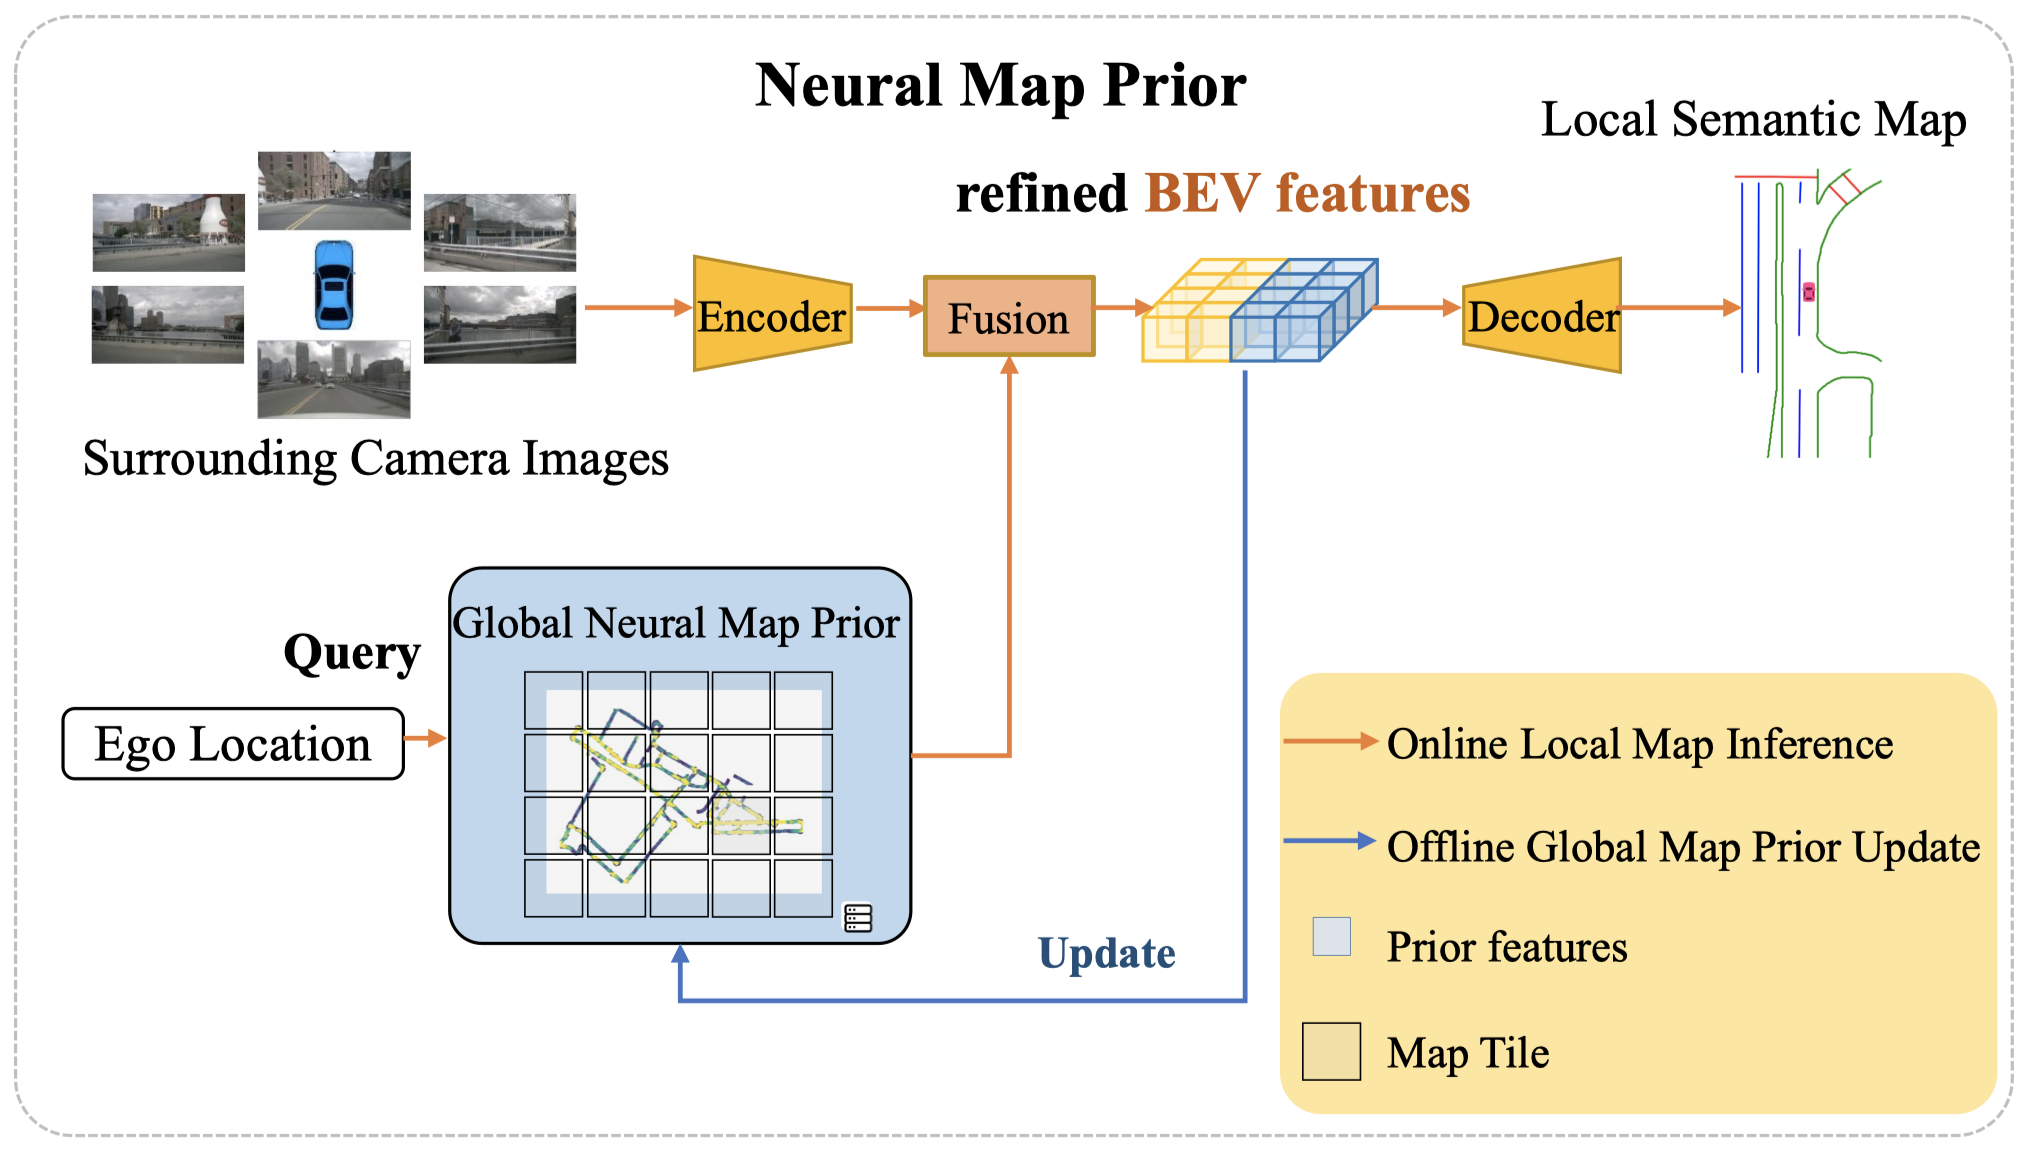 Neural Map Prior
Local Semantic Map
refined BEV features
Encoder
Fusion
Decoder
Surrounding Camera Images
Global Neural Map Prior
Query
Ego Location
Update
Online Local Map Inference
Offline Global Map Prior Update
Prior features
Map Tile